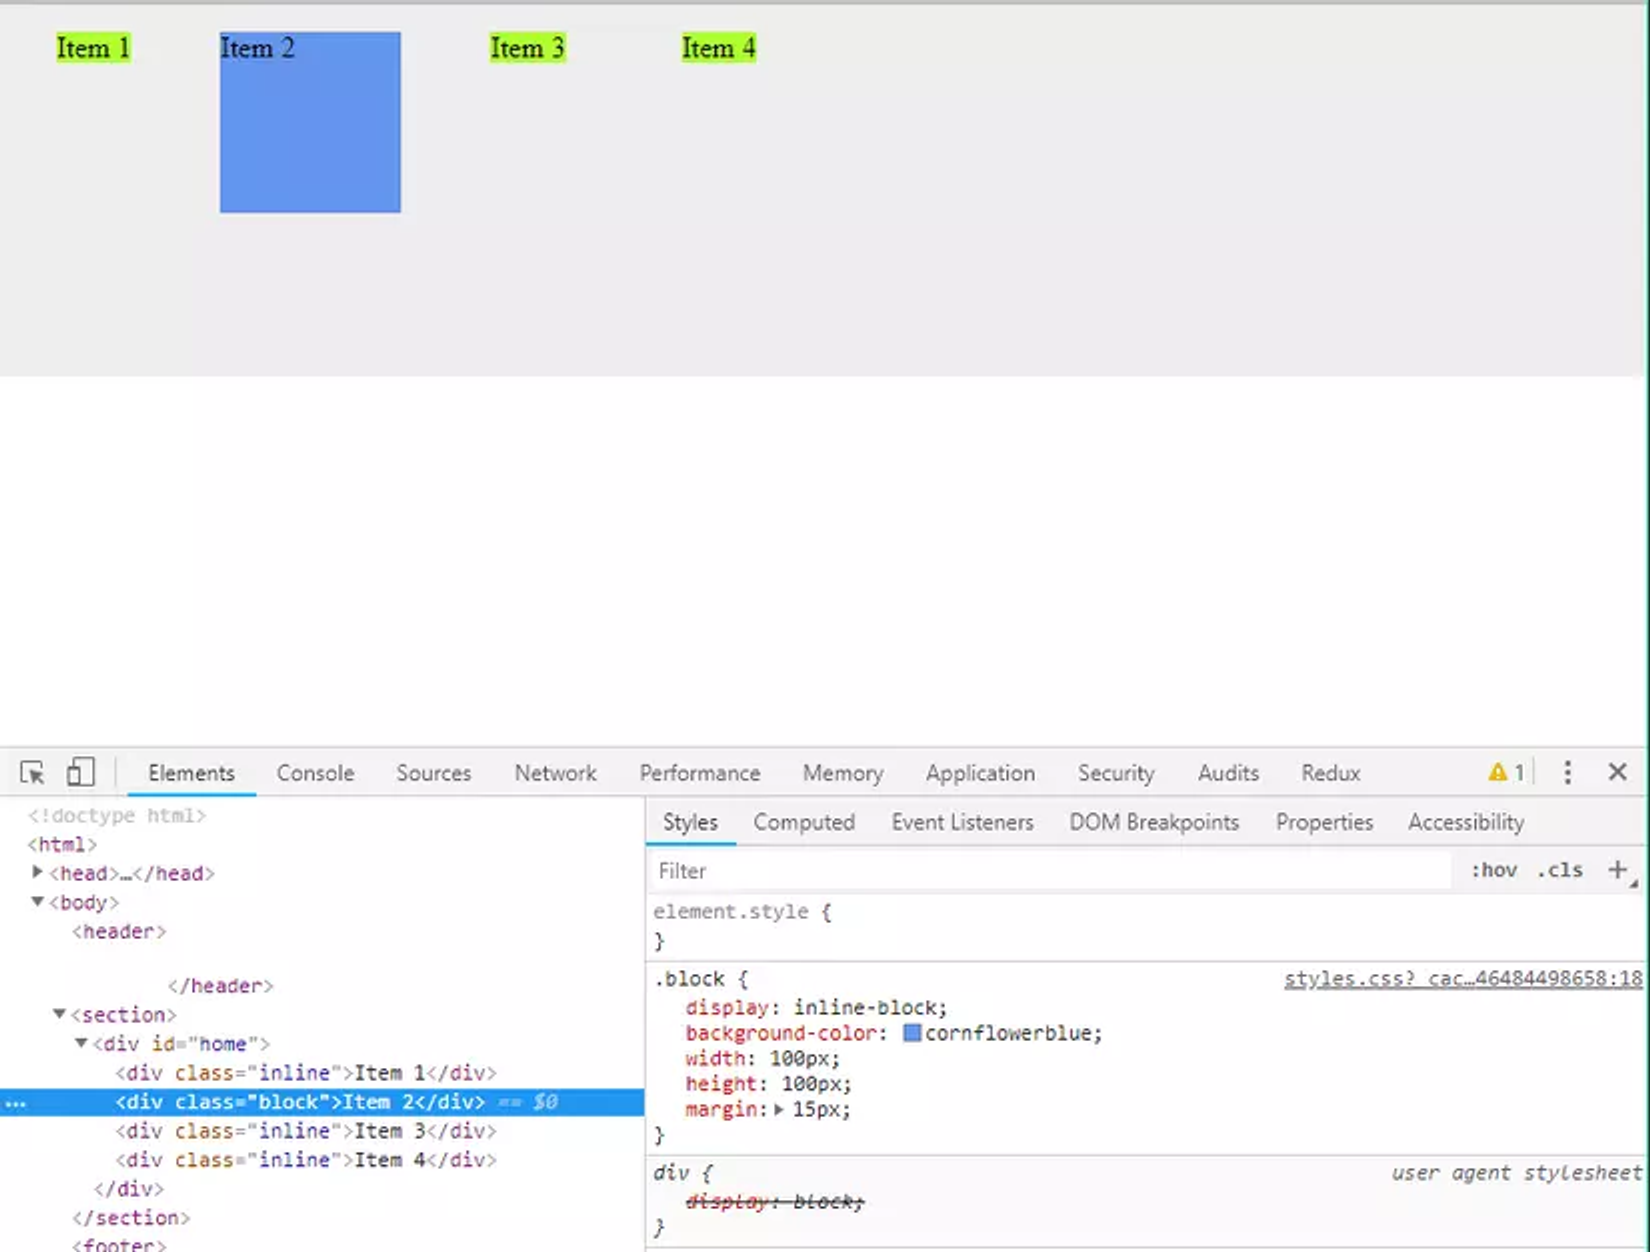 Item 1 Item 2 Item 3 Item 4
Elements Console Sources Network Performance Memory Application Security Audits Redux 1
<!doctype html>
<html>
<head>…</head>
<body>
<header>
</header>
<section>
<div id="home">
<div class="inline">Item 1</div>
<div class="block">Item 2</div> == $0
<div class="inline">Item 3</div>
<div class="inline">Item 4</div>
</div>
</section>
<footer>
Styles Computed Event Listeners DOM Breakpoints Properties Accessibility
Filter :hov .cls +
element.style {
}
.block { styles.css?_cac…46484498658:18
display: inline-block;
background-color: cornflowerblue;
width: 100px;
height: 100px;
margin: 15px;
}
div { user agent stylesheet
display: block;
}